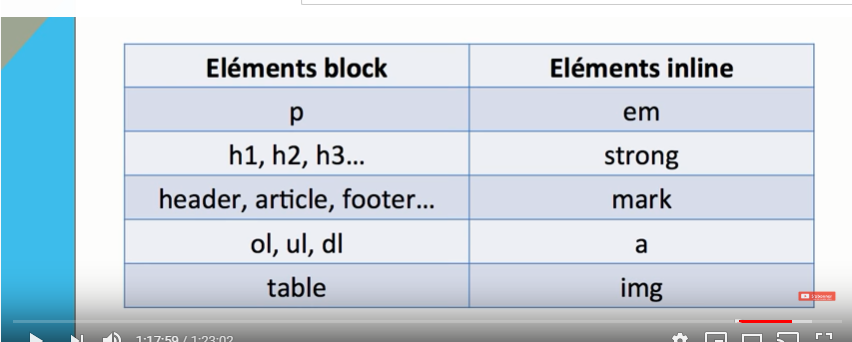 Eléments block Eléments inline
p em
h1, h2, h3... strong
header, article, footer... mark
ol, ul, dl a
table img
1:17:59 / 1:23:02